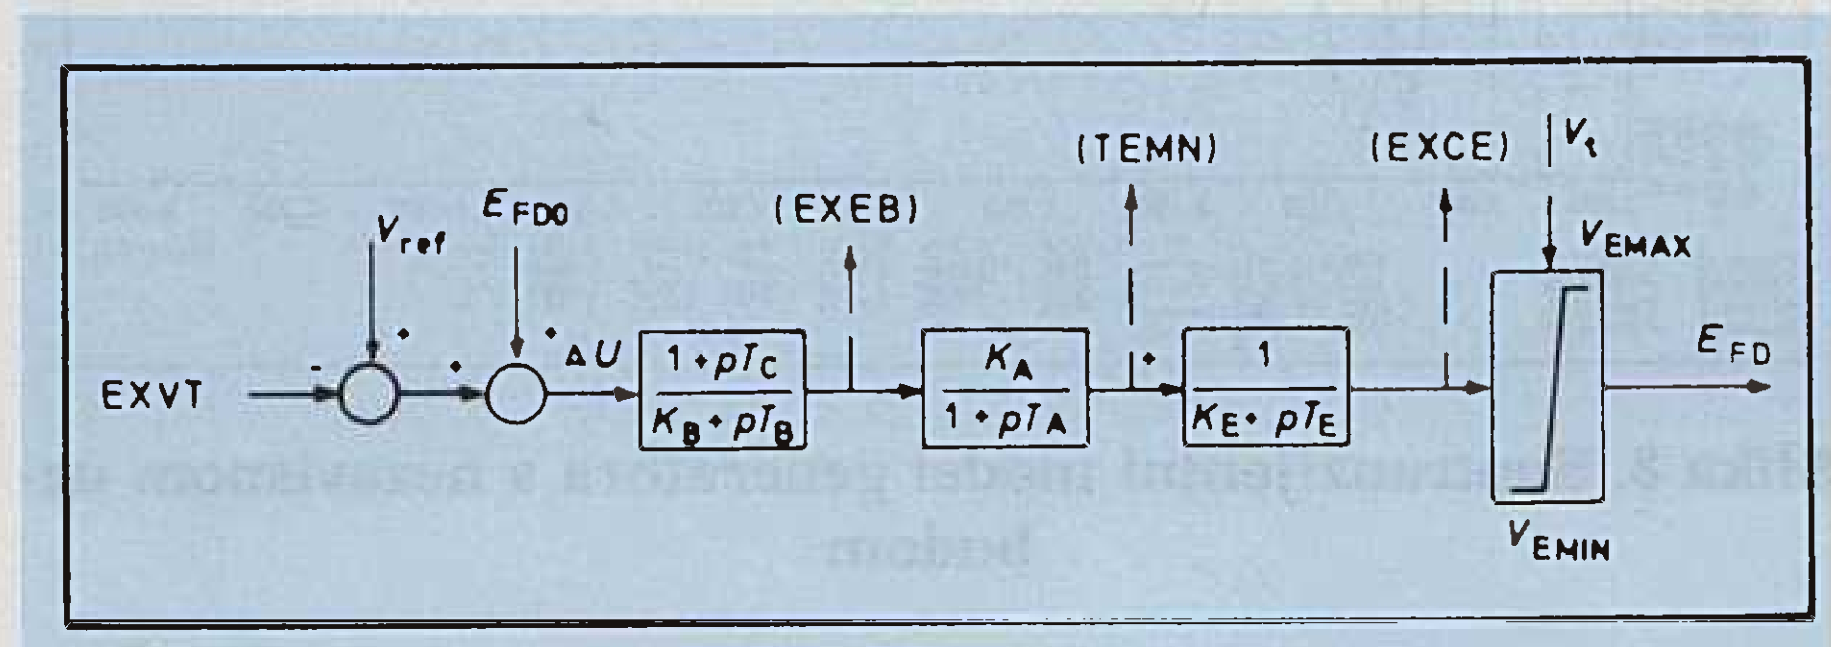 (TEMN)
(EXCE)
V_t
E_FD0
(EXEB)
V_ref
V_EMAX
+
+
+
-
EXVT
ΔU
1+pT_C
K_B+pT_B
K_A
1+pT_A
+
1
K_E+ pT_E
E_FD
V_EMIN